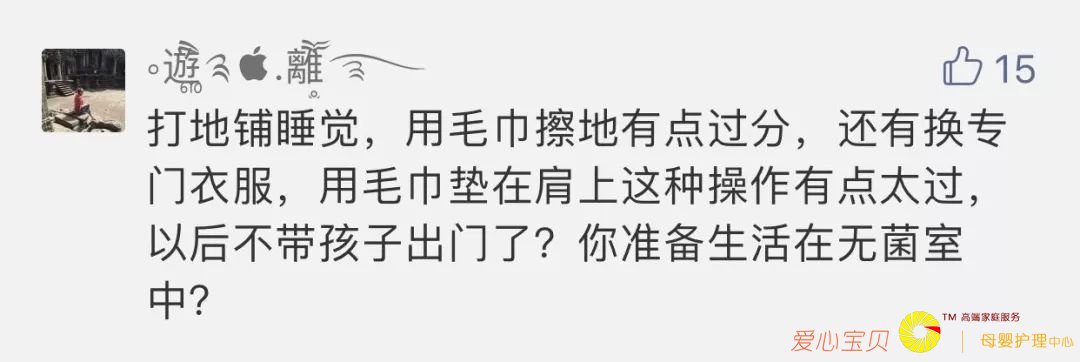 遊 .離 15
打地铺睡觉，用毛巾擦地有点过分，还有换专
门衣服，用毛巾垫在肩上这种操作有点太过，
以后不带孩子出门了？你准备生活在无菌室
中？
TM 高端家庭服务
爱心宝贝 | 母婴护理中心